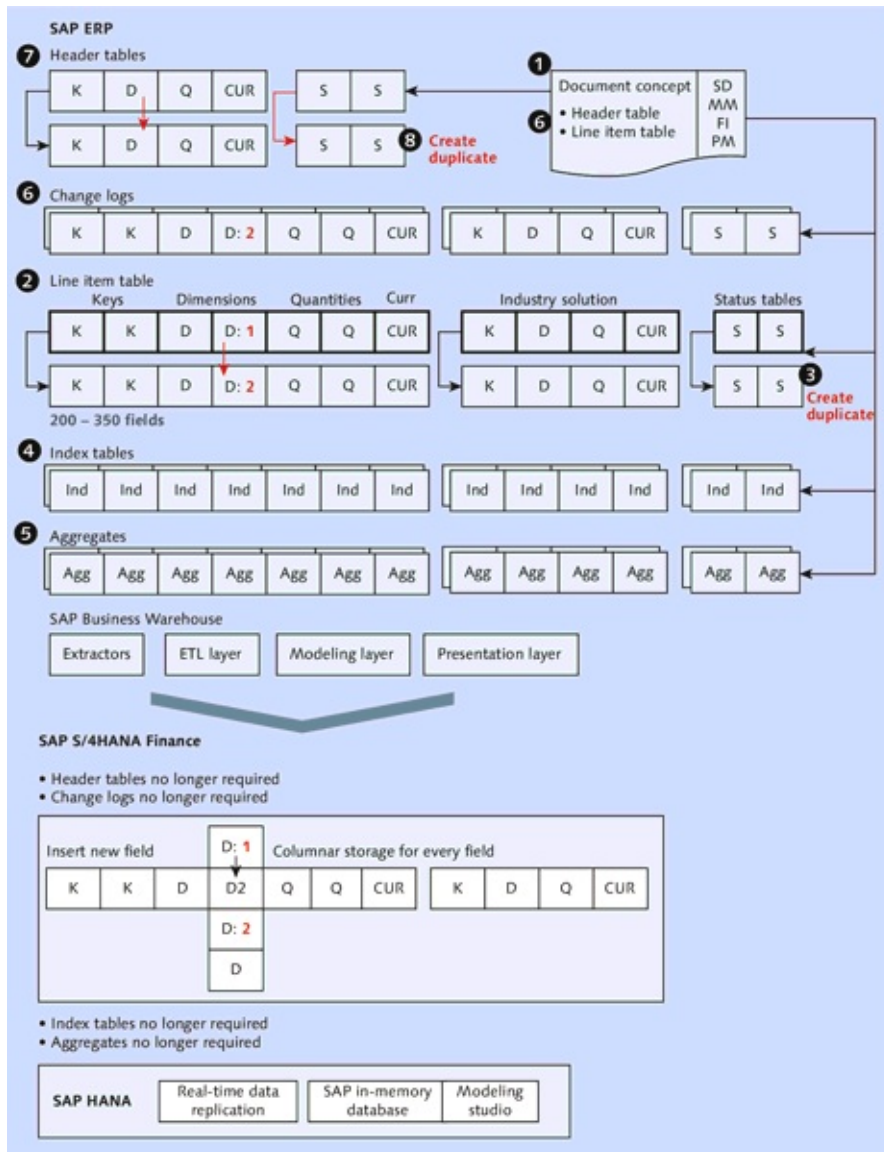 SAP ERP
7 Header tables
K D Q CUR S S
K D Q CUR S S
8 Create
duplicate
1
Document concept
6 • Header table
• Line item table
SD
MM
FI
PM
6 Change logs
K K D D: 2 Q Q CUR K D Q CUR S S
2 Line item table
Keys Dimensions Quantities Curr Industry solution Status tables
K K D D: 1 Q Q CUR K D Q CUR S S
K K D D: 2 Q Q CUR K D Q CUR S S
3
Create
duplicate
200 – 350 fields
4 Index tables
Ind Ind Ind Ind Ind Ind Ind Ind Ind Ind Ind Ind Ind
5 Aggregates
Agg Agg Agg Agg Agg Agg Agg Agg Agg Agg Agg Agg Agg
SAP Business Warehouse
Extractors ETL layer Modeling layer Presentation layer
SAP S/4HANA Finance
• Header tables no longer required
• Change logs no longer required
Insert new field D: 1 Columnar storage for every field
K K D D2 Q Q CUR K D Q CUR
D: 2
D
• Index tables no longer required
• Aggregates no longer required
SAP HANA
Real-time data
replication
SAP in-memory
database
Modeling
studio